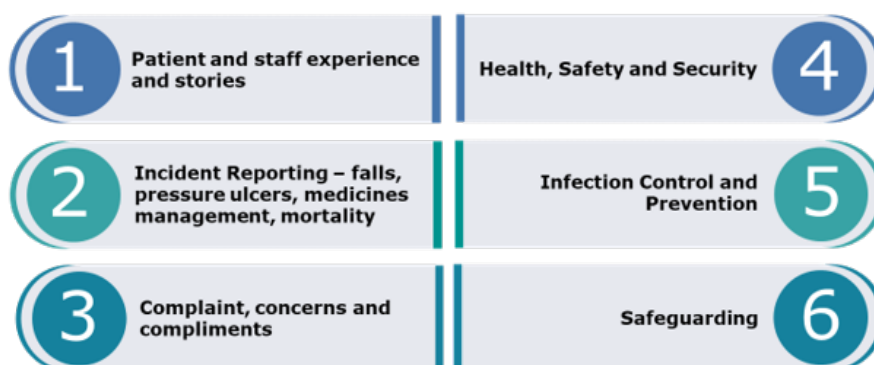 1
Patient and staff experience
and stories
2
Incident Reporting – falls,
pressure ulcers, medicines
management, mortality
3
Complaint, concerns and
compliments
Health, Safety and Security
4
Infection Control and
Prevention
5
Safeguarding
6